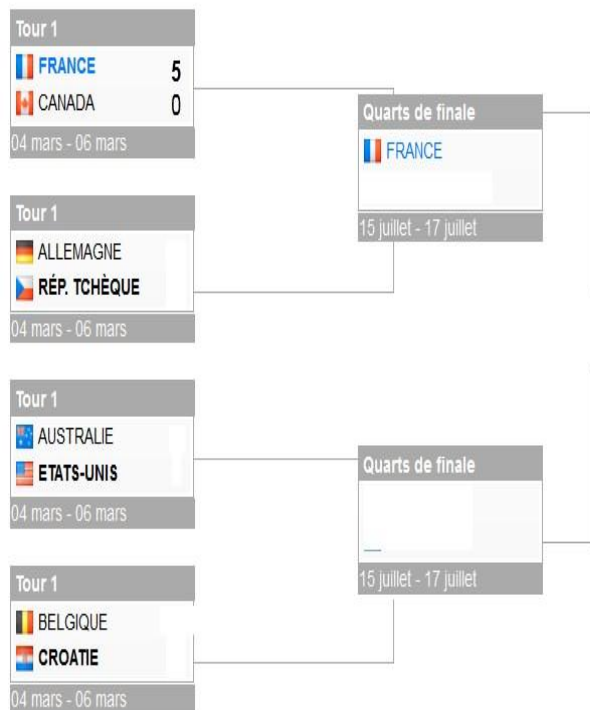 Tour 1
FRANCE 5
CANADA 0
04 mars - 06 mars
Quarts de finale
FRANCE
15 juillet - 17 juillet
Tour 1
ALLEMAGNE
RÉP. TCHÈQUE
04 mars - 06 mars
Tour 1
AUSTRALIE
ETATS-UNIS
04 mars - 06 mars
Quarts de finale
15 juillet - 17 juillet
Tour 1
BELGIQUE
CROATIE
04 mars - 06 mars